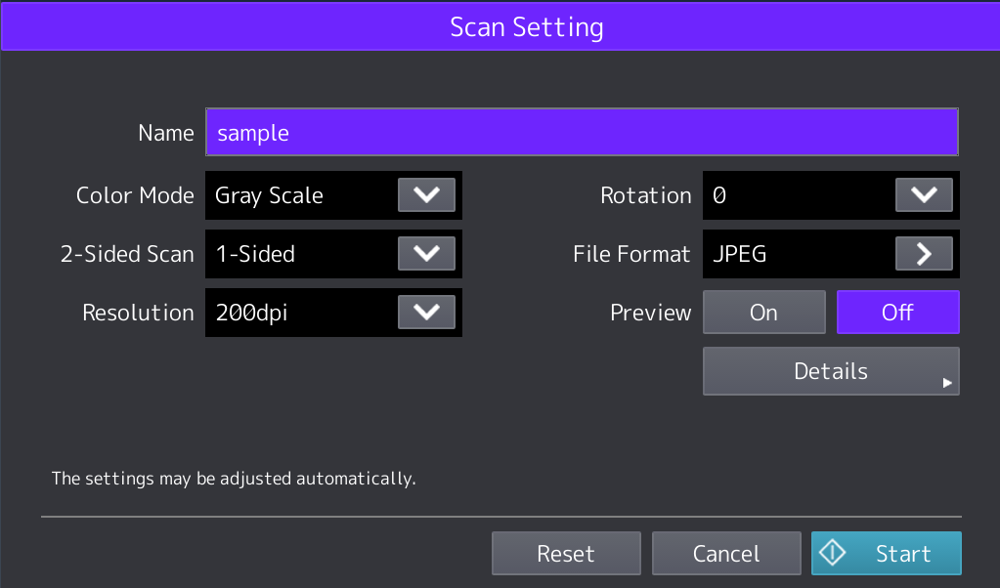 Scan Setting
Name sample
Color Mode Gray Scale Rotation 0
2-Sided Scan 1-Sided File Format JPEG
Resolution 200dpi Preview On Off
Details
The settings may be adjusted automatically.
Reset Cancel Start